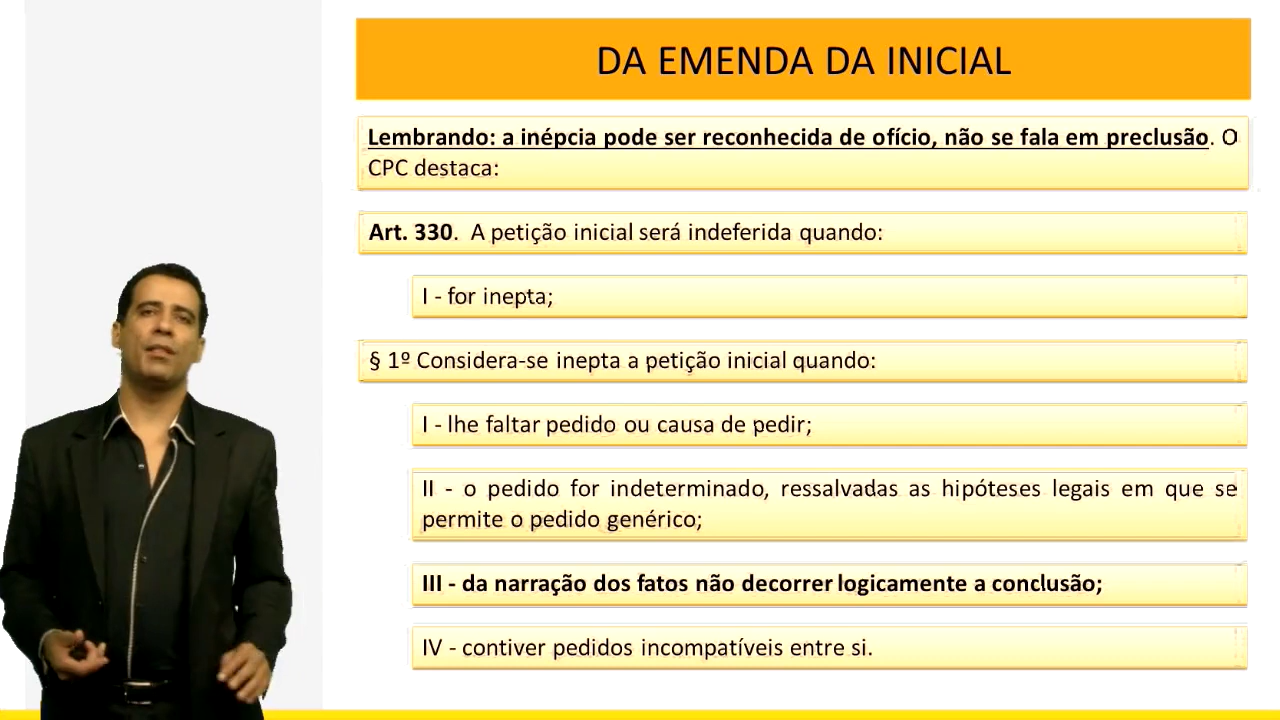 DA EMENDA DA INICIAL
Lembrando: a inépcia pode ser reconhecida de ofício, não se fala em preclusão. O
CPC destaca:
Art. 330. A petição inicial será indeferida quando:
I - for inepta;
§ 1º Considera-se inepta a petição inicial quando:
I - lhe faltar pedido ou causa de pedir;
II - o pedido for indeterminado, ressalvadas as hipóteses legais em que se
permite o pedido genérico;
III - da narração dos fatos não decorrer logicamente a conclusão;
IV - contiver pedidos incompatíveis entre si.